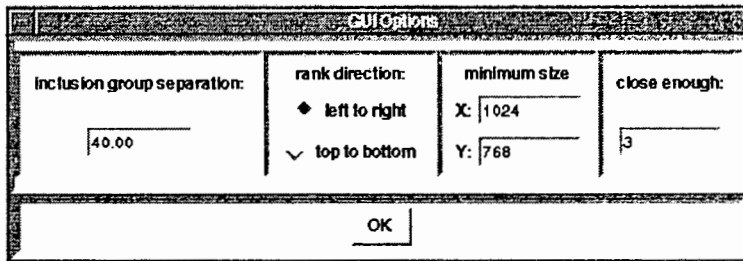 GUI Options
inclusion group separation:
40.00
rank direction:
left to right
top to bottom
minimum size
X: 1024
Y: 768
close enough:
3
OK